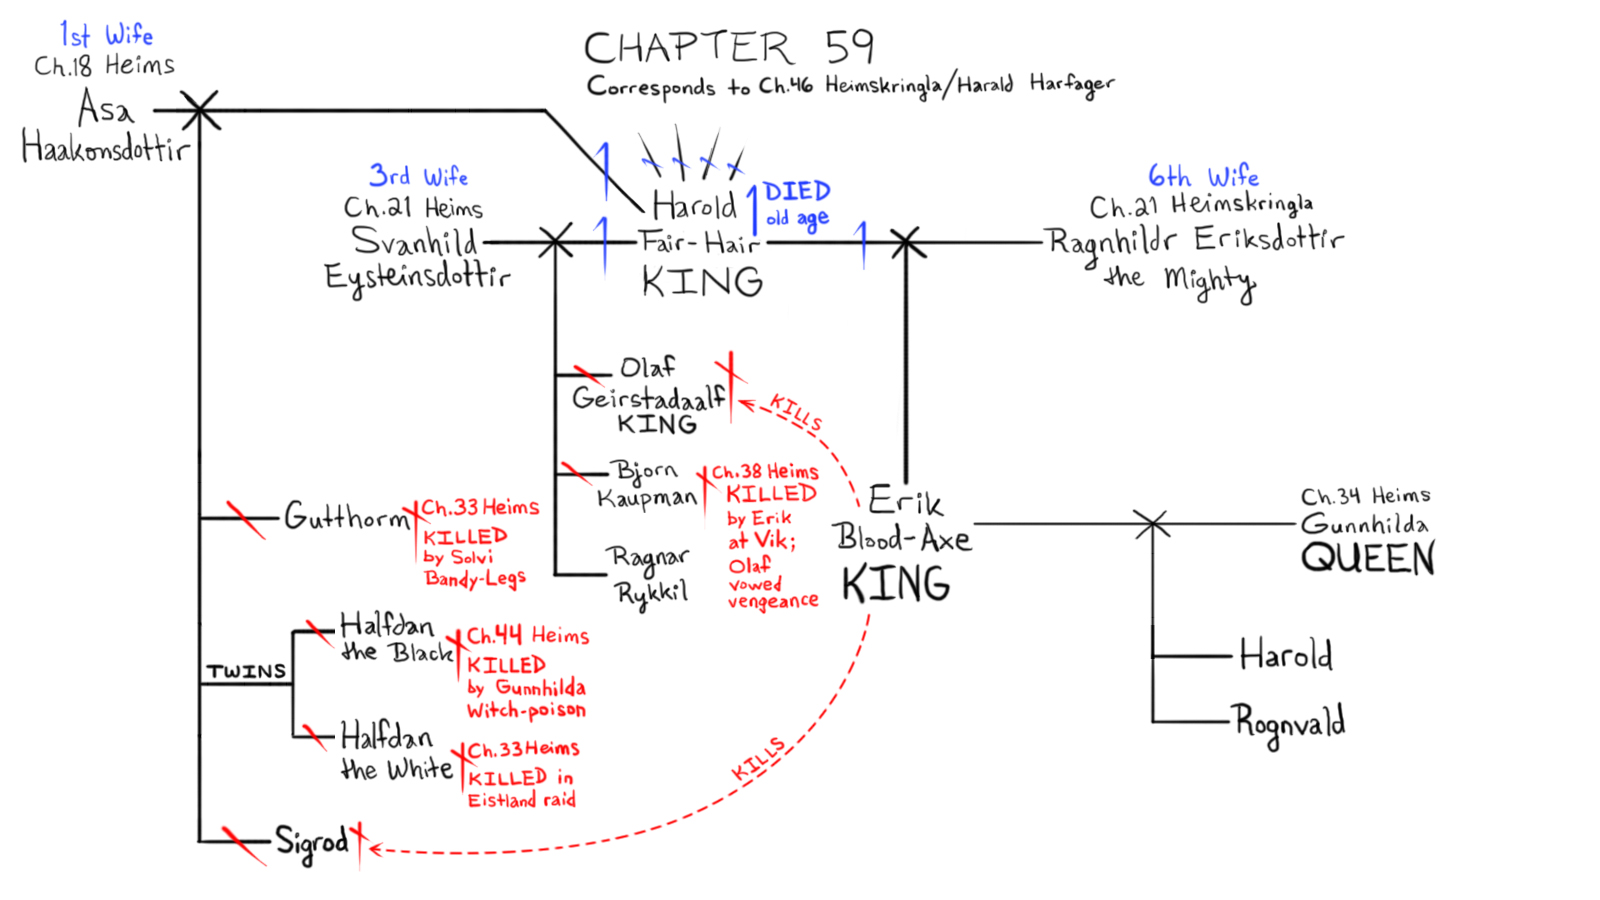 CHAPTER 59
Corresponds to Ch.46 Heimskringla/Harald Harfager
1st Wife
Ch.18 Heims
Asa
Haakonsdottir
3rd Wife
Ch.21 Heims
Svanhild
Eysteinsdottir
Harold
Fair-Hair
KING
DIED
old age
6th Wife
Ch.21 Heimskringla
Ragnhildr Eriksdottir
the Mighty
Olaf
Geirstadaalf
KING
KILLS
Bjorn
Kaupman
Ch.38 Heims
KILLED
by Erik
at Vik;
Olaf
vowed
vengeance
Ragnar
Rykkil
Erik
Blood-Axe
KING
Ch.34 Heims
Gunnhilda
QUEEN
Harold
Rognvald
Gutthorm
Ch.33 Heims
KILLED
by Solvi
Bandy-Legs
TWINS
Halfdan
the Black
Ch.44 Heims
KILLED
by Gunnhilda
Witch-poison
Halfdan
the White
Ch.33 Heims
KILLED in
Eistland raid
KILLS
Sigrod